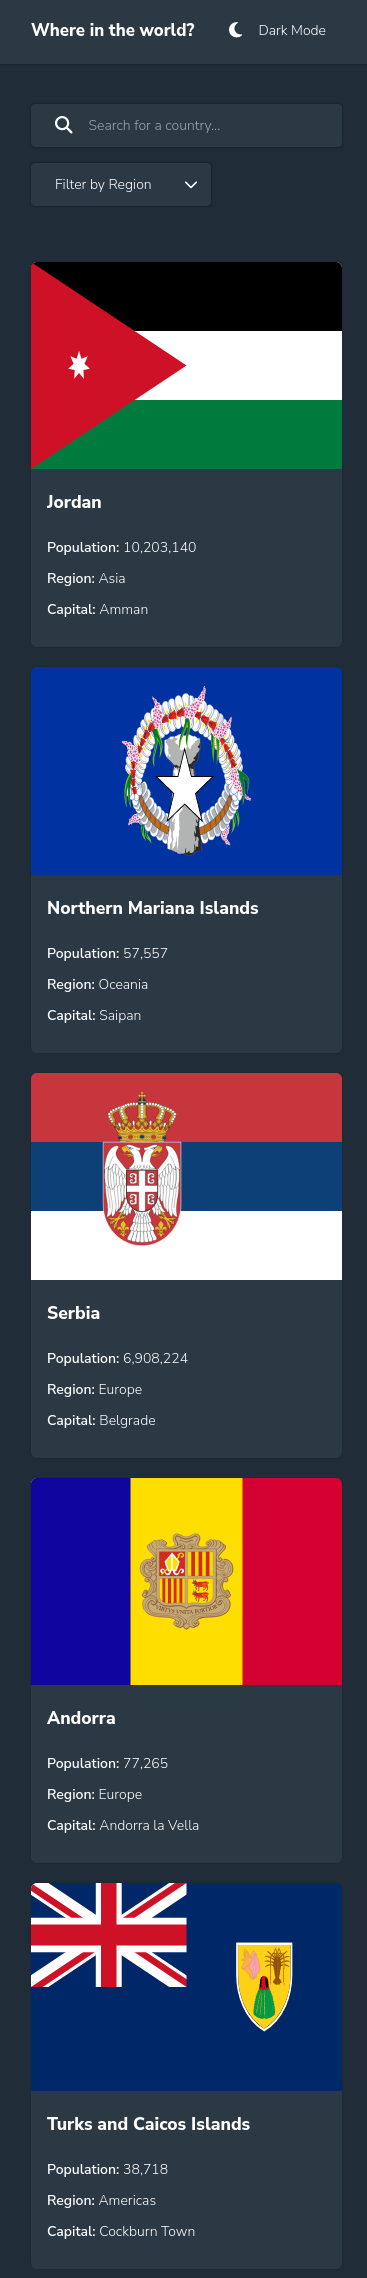 Where in the world?
Dark Mode
Search for a country...
Filter by Region
Jordan
Population: 10,203,140
Region: Asia
Capital: Amman
Northern Mariana Islands
Population: 57,557
Region: Oceania
Capital: Saipan
Serbia
Population: 6,908,224
Region: Europe
Capital: Belgrade
VIRTVS VNITA FORTIOR
Andorra
Population: 77,265
Region: Europe
Capital: Andorra la Vella
Turks and Caicos Islands
Population: 38,718
Region: Americas
Capital: Cockburn Town